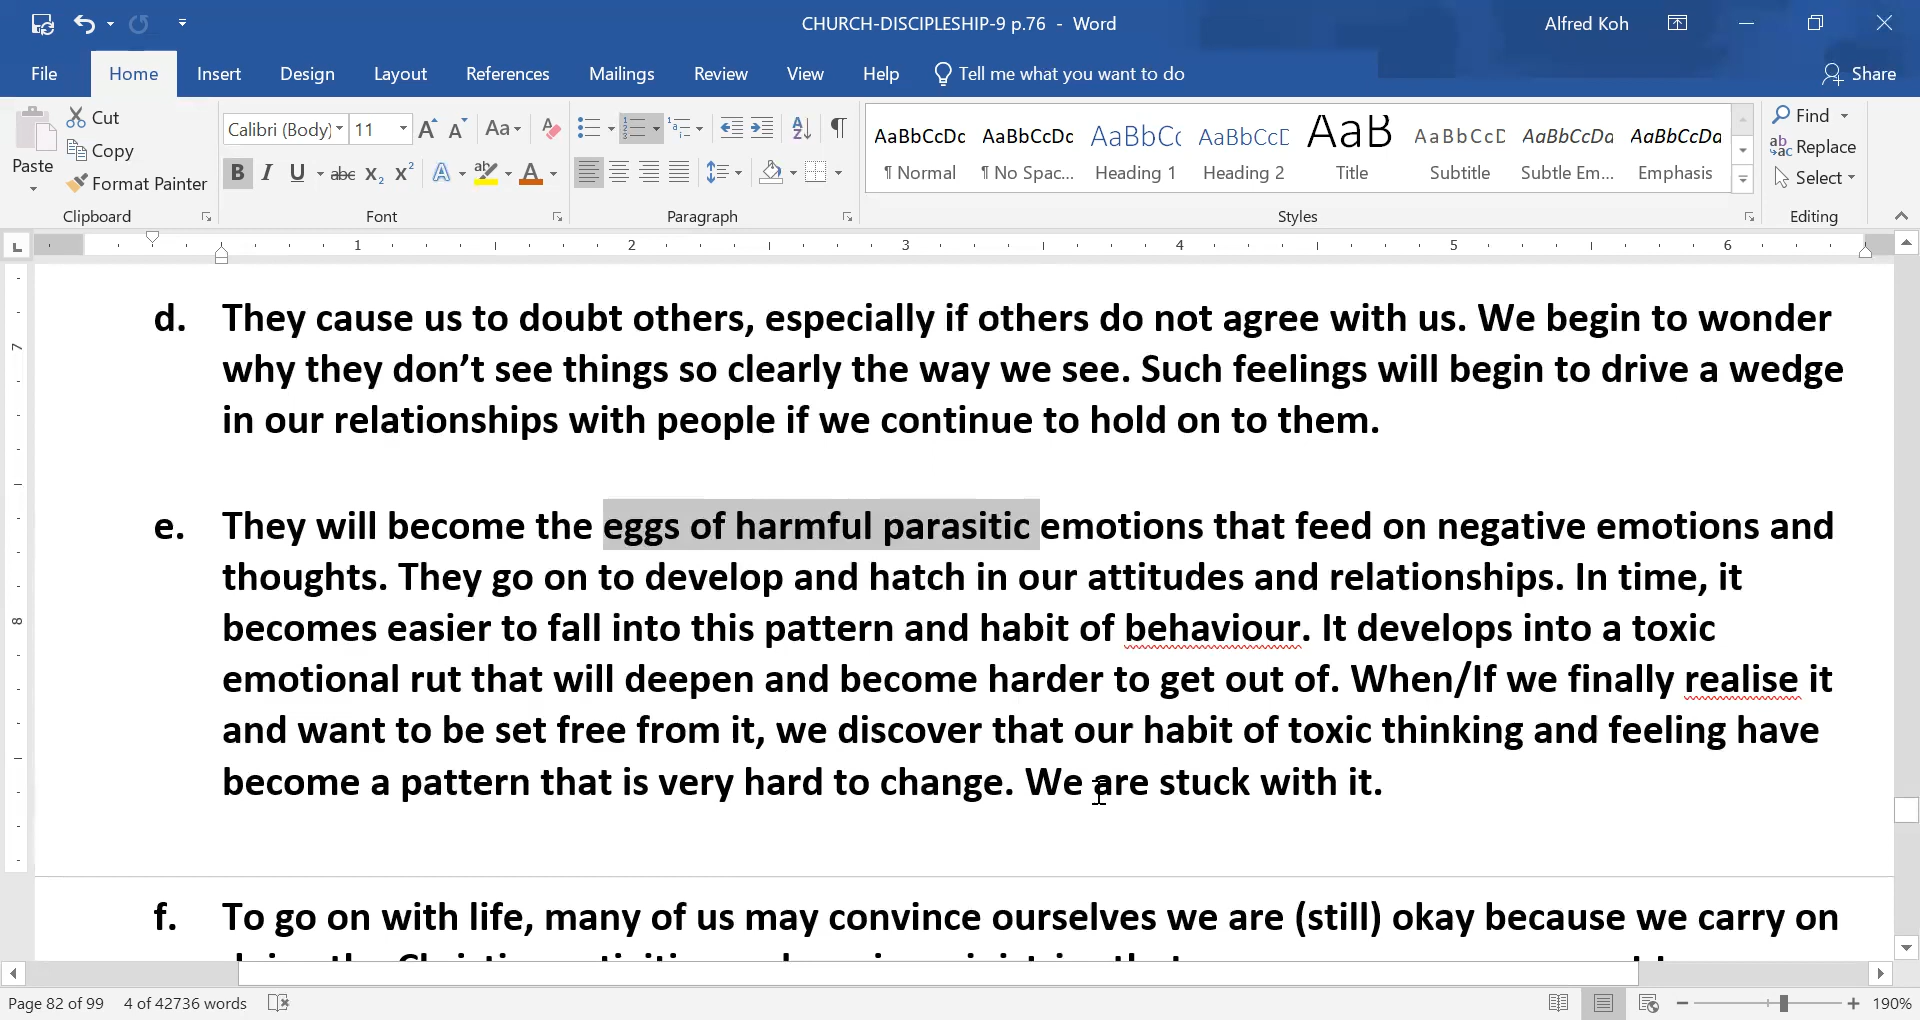 CHURCH-DISCIPLESHIP-9 p.76 - Word
Alfred Koh
File Home Insert Design Layout References Mailings Review View Help Tell me what you want to do Share
Paste
Cut
Copy
Format Painter
Clipboard
Calibri (Body) 11
Font
Paragraph
AaBbCcDc AaBbCcDc AaBbCc AaBbCcD AaB AaBbCcD AaBbCcDa AaBbCcDa
¶ Normal ¶ No Spac... Heading 1 Heading 2 Title Subtitle Subtle Em... Emphasis
Styles
Find
Replace
Select
Editing
1 2 3 4 5 6
7
8
d. They cause us to doubt others, especially if others do not agree with us. We begin to wonder
why they don’t see things so clearly the way we see. Such feelings will begin to drive a wedge
in our relationships with people if we continue to hold on to them.
e. They will become the eggs of harmful parasitic emotions that feed on negative emotions and
thoughts. They go on to develop and hatch in our attitudes and relationships. In time, it
becomes easier to fall into this pattern and habit of behaviour. It develops into a toxic
emotional rut that will deepen and become harder to get out of. When/If we finally realise it
and want to be set free from it, we discover that our habit of toxic thinking and feeling have
become a pattern that is very hard to change. We are stuck with it.
f. To go on with life, many of us may convince ourselves we are (still) okay because we carry on
Page 82 of 99 4 of 42736 words 190%